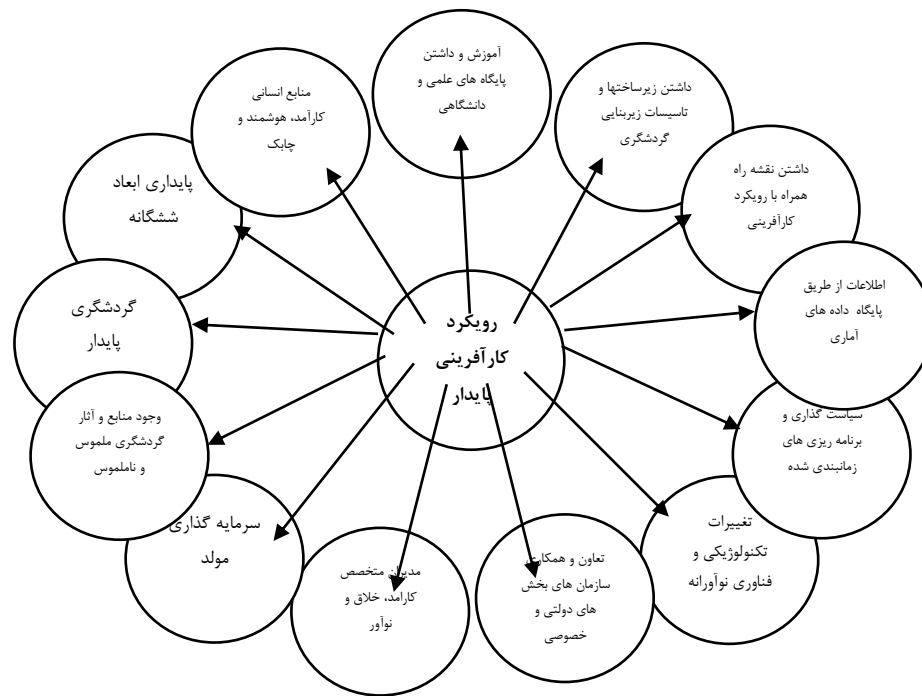 آموزش و داشتن
پایگاه های علمی و
دانشگاهی
داشتن زیرساختها و
تاسیسات زیربنایی
گردشگری
داشتن نقشه راه
همراه با رویکرد
کارآفرینی
اطلاعات از طریق
پایگاه داده های
آماری
سیاست گذاری و
برنامه ریزی های
زمانبندی شده
تغییرات
تکنولوژیکی و
فناوری نوآورانه
تعاون و همکاری
سازمان های بخش
های دولتی و
خصوصی
مدیران متخصص
کارامد، خلاق و
نوآور
سرمایه گذاری
مولد
وجود منابع و آثار
گردشگری ملموس
و ناملموس
گردشگری
پایدار
پایداری ابعاد
ششگانه
منابع انسانی
کارآمد، هوشمند و
چابک
رویکرد
کارآفرینی
پایدار